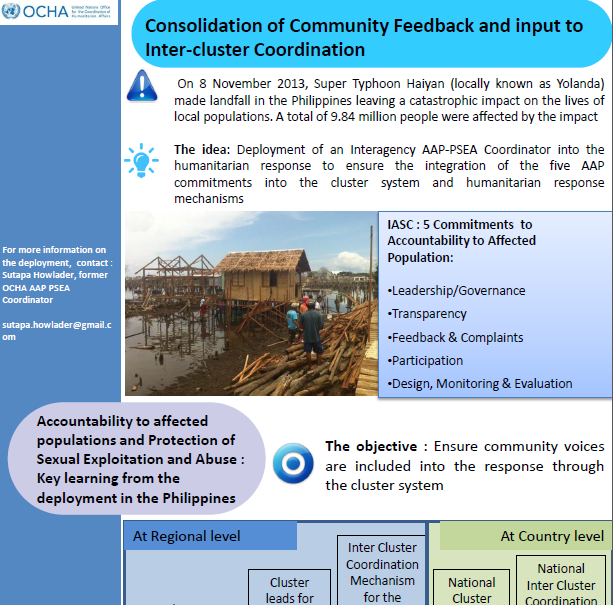 OCHA
United Nations Office
for the Coordination of
Humanitarian Affairs
Consolidation of Community Feedback and input to
Inter-cluster Coordination
On 8 November 2013, Super Typhoon Haiyan (locally known as Yolanda)
made landfall in the Philippines leaving a catastrophic impact on the lives of
local populations. A total of 9.84 million people were affected by the impact
The idea: Deployment of an Interagency AAP-PSEA Coordinator into the
humanitarian response to ensure the integration of the five AAP
commitments into the cluster system and humanitarian response
mechanisms
For more information on
the deployment, contact :
Sutapa Howlader, former
OCHA AAP PSEA
Coordinator
sutapa.howlader@gmail.c
om
IASC : 5 Commitments to
Accountability to Affected
Population:
•Leadership/Governance
•Transparency
•Feedback & Complaints
•Participation
•Design, Monitoring & Evaluation
Accountability to affected
populations and Protection of
Sexual Exploitation and Abuse :
Key learning from the
deployment in the Philippines
The objective : Ensure community voices
are included into the response through
the cluster system
At Regional level
Cluster
leads for
Inter Cluster
Coordination
Mechanism
for the
At Country level
National
Cluster
National
Inter Cluster
Coordination